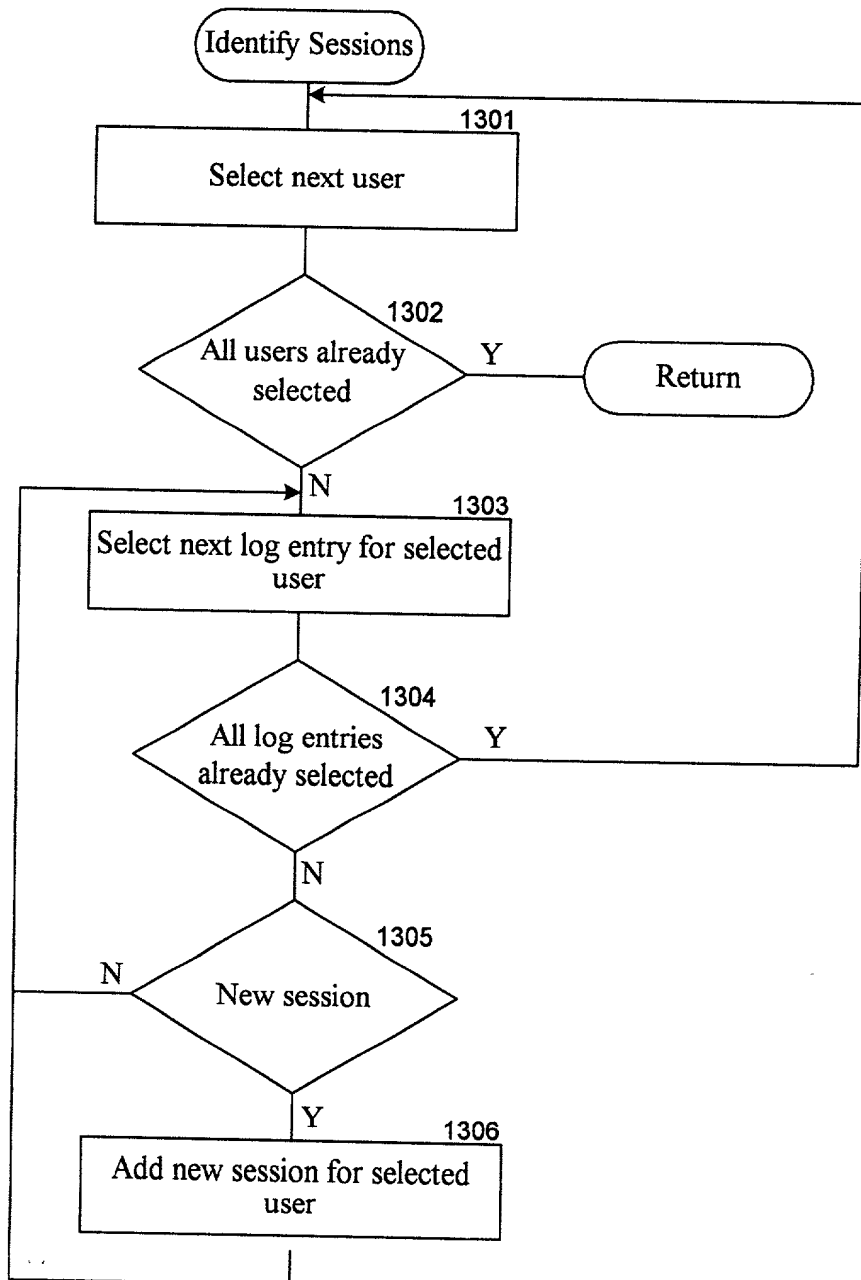 Identify Sessions
1301
Select next user
1302
All users already
selected
Y
Return
N
1303
Select next log entry for selected
user
1304
All log entries
already selected
Y
N
1305
N
New session
Y
1306
Add new session for selected
user